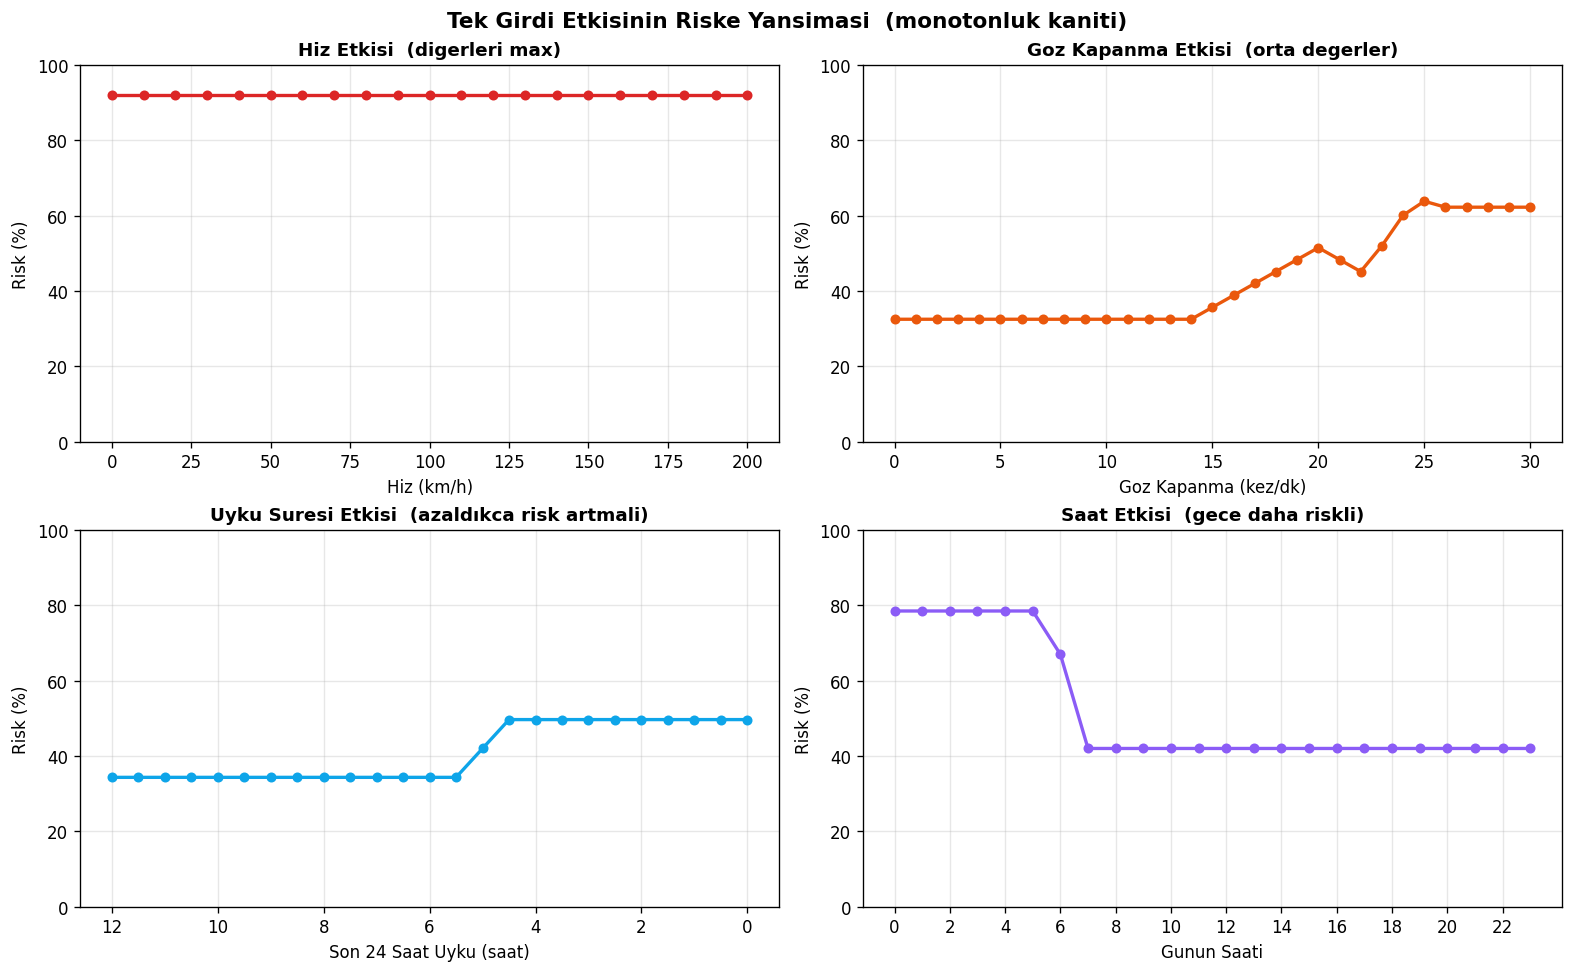 Tek Girdi Etkisinin Riske Yansimasi  (monotonluk kaniti)
Hiz Etkisi  (digerleri max)
100
80
60
40
20
0
Risk (%)
0 25 50 75 100 125 150 175 200
Hiz (km/h)
Goz Kapanma Etkisi  (orta degerler)
100
80
60
40
20
0
Risk (%)
0 5 10 15 20 25 30
Goz Kapanma (kez/dk)
Uyku Suresi Etkisi  (azaldıkca risk artmali)
100
80
60
40
20
0
Risk (%)
12 10 8 6 4 2 0
Son 24 Saat Uyku (saat)
Saat Etkisi  (gece daha riskli)
100
80
60
40
20
0
Risk (%)
0 2 4 6 8 10 12 14 16 18 20 22
Gunun Saati